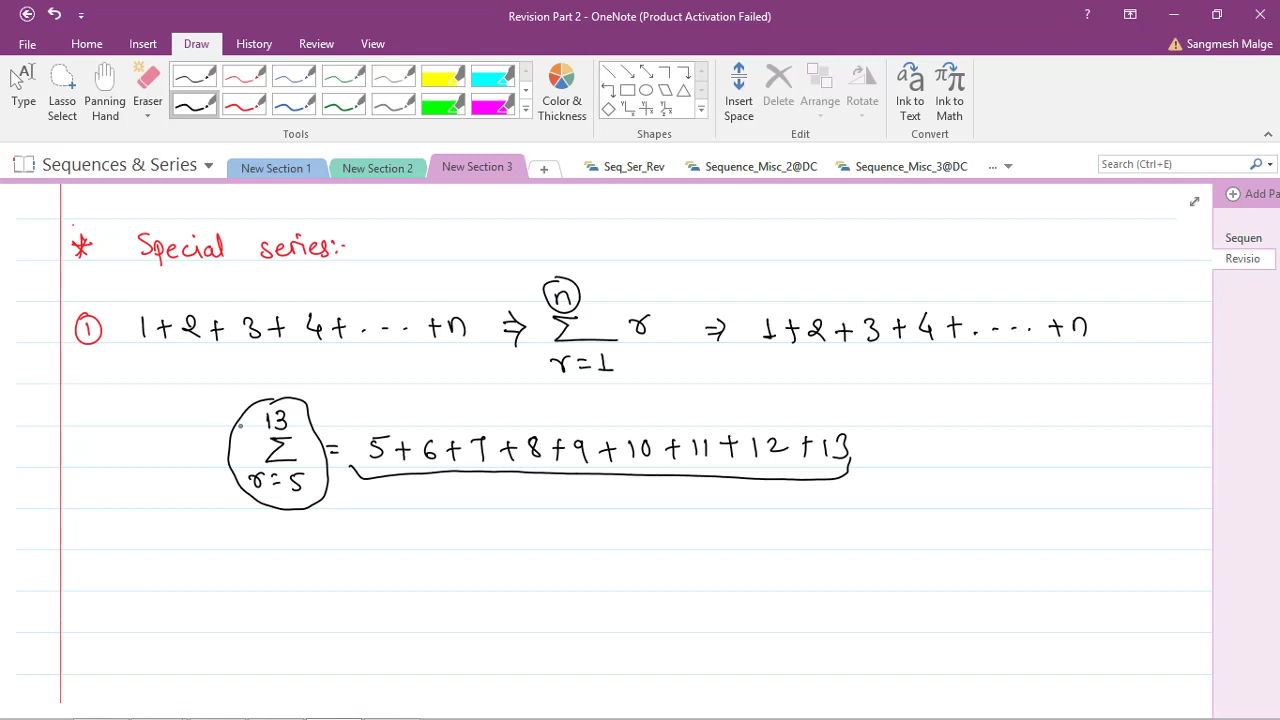 Revision Part 2 - OneNote (Product Activation Failed)
File Home Insert Draw History Review View Sangmesh Malge
Type Lasso Select Panning Hand Eraser Color & Thickness Insert Space Delete Arrange Rotate Ink to Text Ink to Math
Tools Shapes Edit Convert
Sequences & Series New Section 1 New Section 2 New Section 3 Seq_Ser_Rev Sequence_Misc_2@DC Sequence_Misc_3@DC ... Search (Ctrl+E)
Add Pa
Sequen
Revisio
* Special series:-
① 1+2+3+4+....+n ⇒ n Σ r=1 r ⇒ 1+2+3+4+.....+n
13 Σ r=5 = 5+6+7+8+9+10+11+12+13